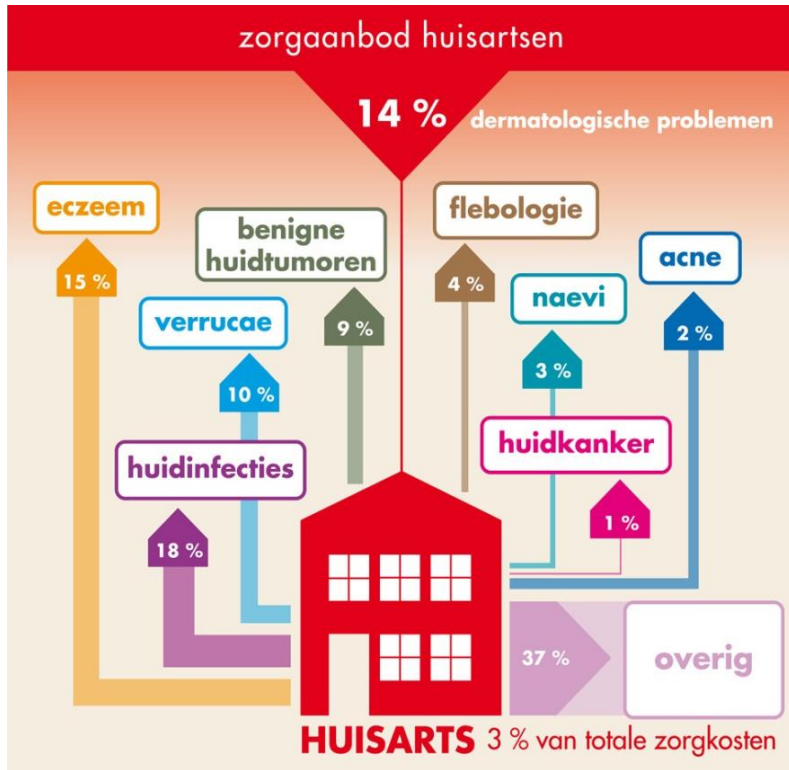 zorgaanbod huisartsen
14 %
dermatologische problemen
eczeem
15 %
benigne
huidtumoren
9 %
verrucae
10 %
huidinfecties
18 %
flebologie
4 %
naevi
3 %
acne
2 %
huidkanker
1 %
37 %
overig
HUISARTS 3 % van totale zorgkosten